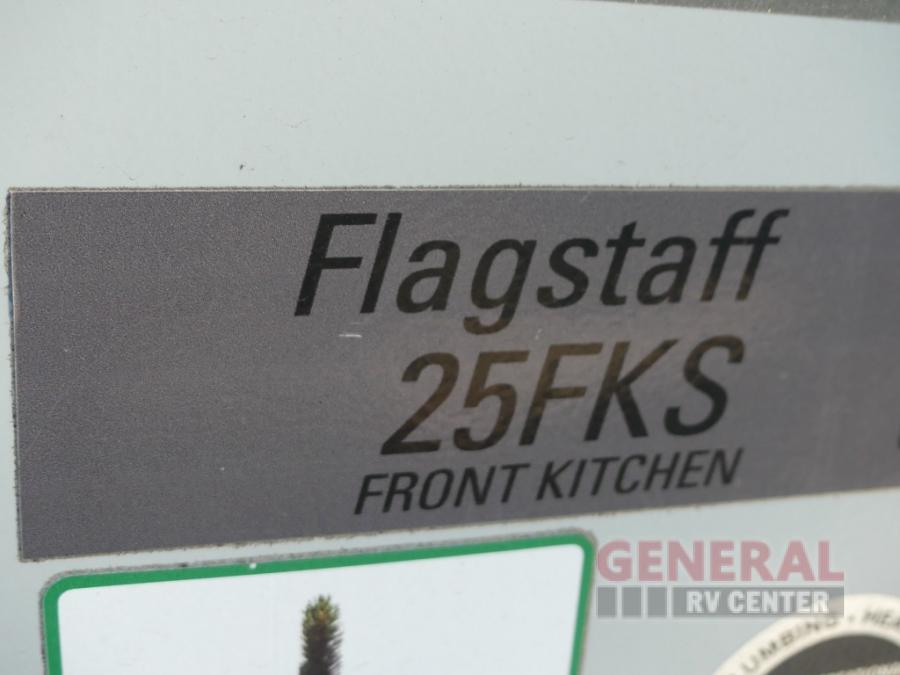 Flagstaff
25FKS
FRONT KITCHEN
GENERAL
RV CENTER